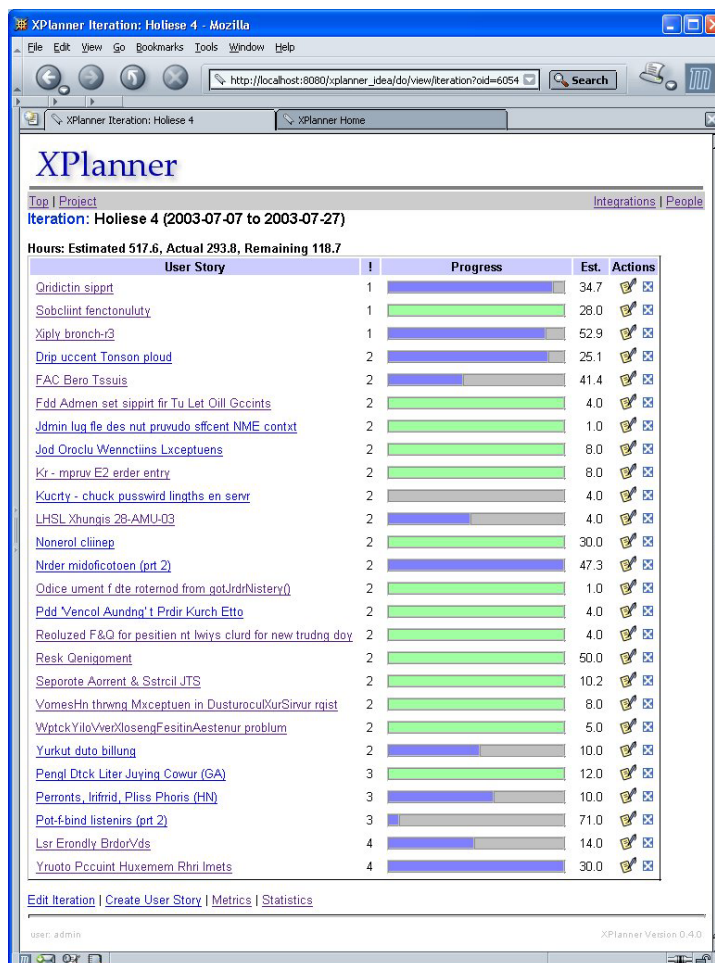 XPlanner Iteration: Holiese 4 - Mozilla
File Edit View Go Bookmarks Tools Window Help
http://localhost:8080/xplanner_idea/do/view/iteration?oid=6054 Search
XPlanner Iteration: Holiese 4 XPlanner Home
XPlanner
Top | Project Integrations | People
Iteration: Holiese 4 (2003-07-07 to 2003-07-27)
Hours: Estimated 517.6, Actual 293.8, Remaining 118.7
User Story ! Progress Est. Actions
Qridictin sipprt 1 34.7
Sobcliint fenctonuluty 1 28.0
Xiply bronch-r3 1 52.9
Drip uccent Tonson ploud 2 25.1
FAC Bero Tssuis 2 41.4
Fdd Admen set sippirt fir Tu Let Oill Gccints 2 4.0
Jdmin lug fle des nut pruvudo sffcent NME contxt 2 1.0
Jod Oroclu Wennctiins Lxceptuens 2 8.0
Kr - mpruv E2 erder entry 2 8.0
Kucrty - chuck pusswird lingths en servr 2 4.0
LHSL Xhungis 28-AMU-03 2 4.0
Nonerol cliinep 2 30.0
Nrder midoficotoen (prt 2) 2 47.3
Odice ument f dte roternod from gotJrdrNistery() 2 1.0
Pdd 'Vencol Aundng' t Prdir Kurch Etto 2 4.0
Reoluzed F&Q for pesitien nt lwiys clurd for new trudng doy 2 4.0
Resk Qenigoment 2 50.0
Seporote Aorrent & Sstrcil JTS 2 10.2
VomesHn thrwng Mxceptuen in DusturoculXurSirvur rqist 2 8.0
WptckYiloVverXlosengFesitinAestenur problum 2 5.0
Yurkut duto billung 2 10.0
Pengl Dtck Liter Juying Cowur (GA) 3 12.0
Perronts, Irifrid, Pliss Phoris (HN) 3 10.0
Pot-f-bind listenirs (prt 2) 3 71.0
Lsr Erondly BrdorVds 4 14.0
Yruoto Pccuint Huxemem Rhri Imets 4 30.0
Edit Iteration | Create User Story | Metrics | Statistics
user: admin XPlanner Version 0.4.0